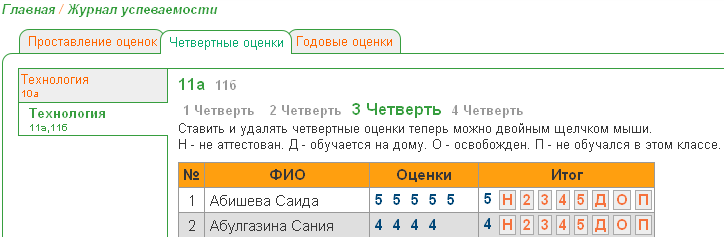 Главная / Журнал успеваемости
Проставление оценок Четвертные оценки Годовые оценки
Технология
10а
Технология
11а,11б
11а 11б
1 Четверть 2 Четверть 3 Четверть 4 Четверть
Ставить и удалять четвертные оценки теперь можно двойным щелчком мыши.
Н - не аттестован. Д - обучается на дому. О - освобожден. П - не обучался в этом классе.
№ ФИО Оценки Итог
1 Абишева Саида 5 5 5 5 5 5 Н 2 3 4 5 Д О П
2 Абулгазина Сания 4 4 4 4 4 Н 2 3 4 5 Д О П